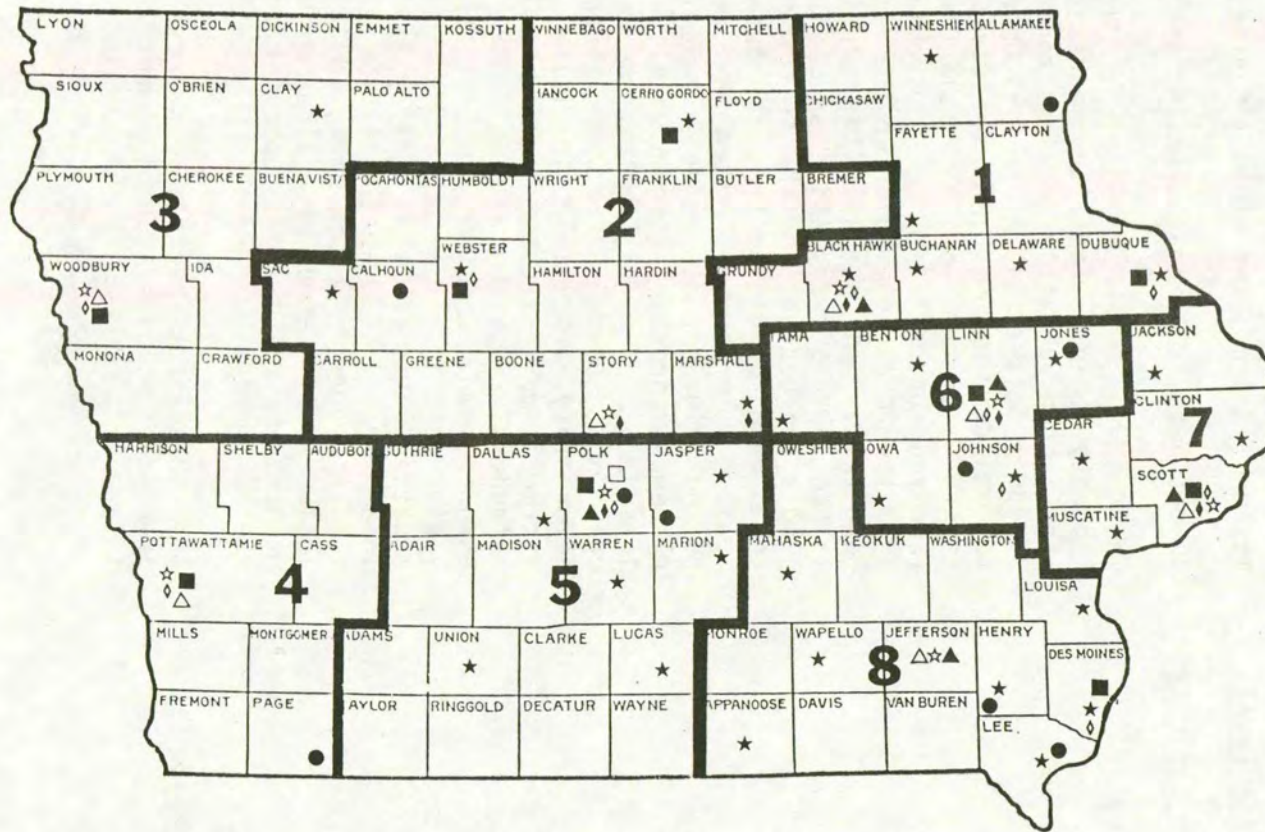 LYON OSCEOLA DICKINSON EMMET KOSSUTH WINNEBAGO WORTH MITCHELL HOWARD WINNESHIEK ALLAMAKEE
SIOUX O'BRIEN CLAY PALO ALTO HANCOCK CERRO GORDO FLOYD CHICKASAW
FAYETTE CLAYTON
PLYMOUTH CHEROKEE BUENA VISTA POCAHONTAS HUMBOLDT WRIGHT FRANKLIN BUTLER BREMER
3 2 1
WEBSTER BLACK HAWK BUCHANAN DELAWARE DUBUQUE
WOODBURY IDA SAC CALHOUN HAMILTON HARDIN GRUNDY
MONONA CRAWFORD CARROLL GREENE BOONE STORY MARSHALL TAMA BENTON LINN JONES JACKSON
6 7
CLINTON
HARRISON SHELBY AUDUBON GUTHRIE DALLAS POLK JASPER OWESHIEK IOWA JOHNSON CEDAR
SCOTT
MUSCATINE
POTTAWATTAMIE CASS ADAIR MADISON WARREN MARION MAHASKA KEOKUK WASHINGTON
4 5
LOUISA
MILLS MONTGOMER ADAMS UNION CLARKE LUCAS MONROE WAPELLO JEFFERSON HENRY
DES MOINES
8
FREMONT PAGE TAYLOR RINGGOLD DECATUR WAYNE APPANOOSE DAVIS VAN BUREN
LEE